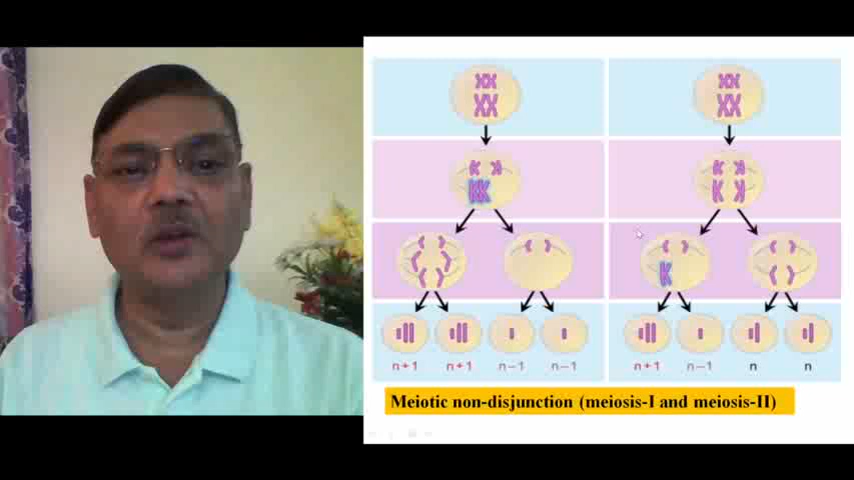 n+1 n+1 n−1 n−1
n+1 n−1 n n
Meiotic non-disjunction (meiosis-I and meiosis-II)